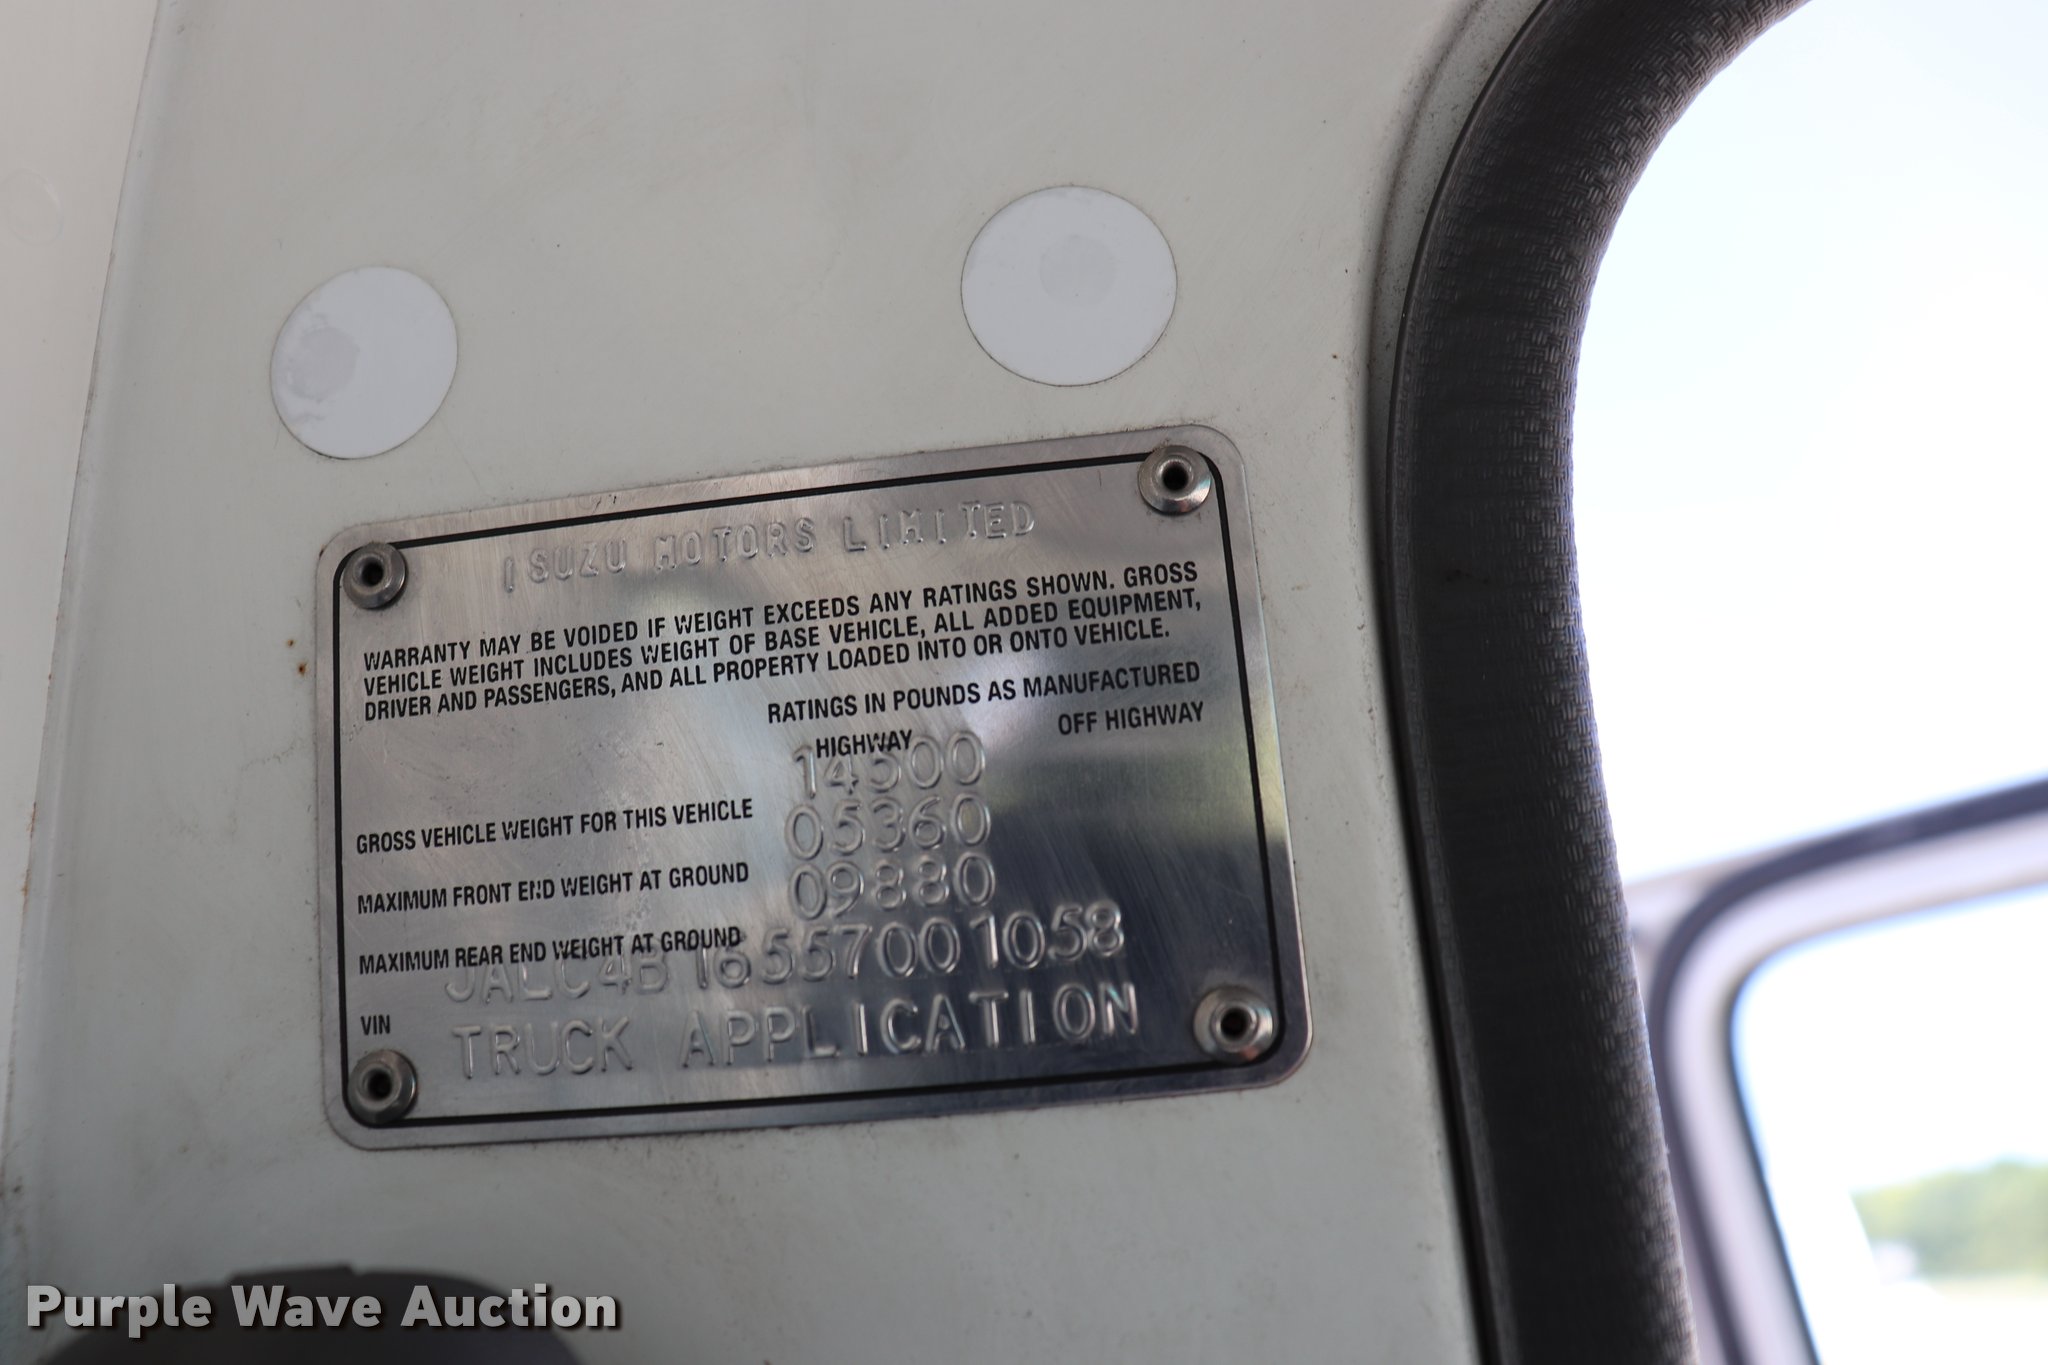 ISUZU MOTORS LIMITED
WARRANTY MAY BE VOIDED IF WEIGHT EXCEEDS ANY RATINGS SHOWN. GROSS
VEHICLE WEIGHT INCLUDES WEIGHT OF BASE VEHICLE, ALL ADDED EQUIPMENT,
DRIVER AND PASSENGERS, AND ALL PROPERTY LOADED INTO OR ONTO VEHICLE.
RATINGS IN POUNDS AS MANUFACTURED
HIGHWAY OFF HIGHWAY
14500
GROSS VEHICLE WEIGHT FOR THIS VEHICLE 05360
MAXIMUM FRONT END WEIGHT AT GROUND 09880
MAXIMUM REAR END WEIGHT AT GROUND
JALC4B16557001058
VIN
TRUCK APPLICATION
Purple Wave Auction